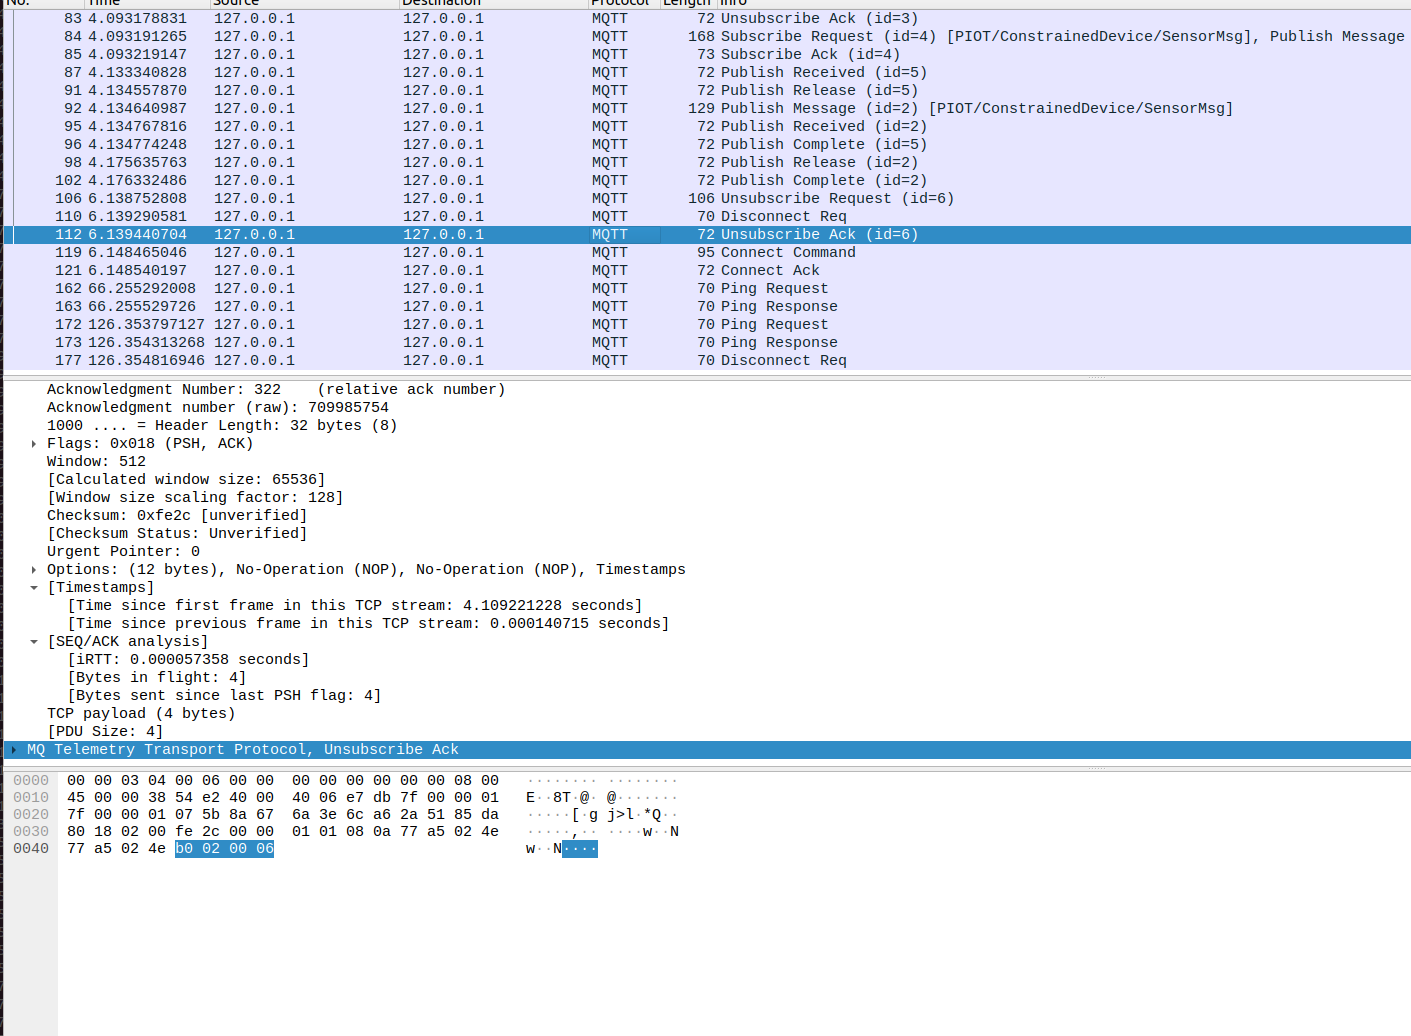 No. Time Source Destination Protocol Length Info
83 4.093178831 127.0.0.1 127.0.0.1 MQTT 72 Unsubscribe Ack (id=3)
84 4.093191265 127.0.0.1 127.0.0.1 MQTT 168 Subscribe Request (id=4) [PIOT/ConstrainedDevice/SensorMsg], Publish Message
85 4.093219147 127.0.0.1 127.0.0.1 MQTT 73 Subscribe Ack (id=4)
87 4.133340828 127.0.0.1 127.0.0.1 MQTT 72 Publish Received (id=5)
91 4.134557870 127.0.0.1 127.0.0.1 MQTT 72 Publish Release (id=5)
92 4.134640987 127.0.0.1 127.0.0.1 MQTT 129 Publish Message (id=2) [PIOT/ConstrainedDevice/SensorMsg]
95 4.134767816 127.0.0.1 127.0.0.1 MQTT 72 Publish Received (id=2)
96 4.134774248 127.0.0.1 127.0.0.1 MQTT 72 Publish Complete (id=5)
98 4.175635763 127.0.0.1 127.0.0.1 MQTT 72 Publish Release (id=2)
102 4.176332486 127.0.0.1 127.0.0.1 MQTT 72 Publish Complete (id=2)
106 6.138752808 127.0.0.1 127.0.0.1 MQTT 106 Unsubscribe Request (id=6)
110 6.139290581 127.0.0.1 127.0.0.1 MQTT 70 Disconnect Req
112 6.139440704 127.0.0.1 127.0.0.1 MQTT 72 Unsubscribe Ack (id=6)
119 6.148465046 127.0.0.1 127.0.0.1 MQTT 95 Connect Command
121 6.148540197 127.0.0.1 127.0.0.1 MQTT 72 Connect Ack
162 66.255292008 127.0.0.1 127.0.0.1 MQTT 70 Ping Request
163 66.255529726 127.0.0.1 127.0.0.1 MQTT 70 Ping Response
172 126.353797127 127.0.0.1 127.0.0.1 MQTT 70 Ping Request
173 126.354313268 127.0.0.1 127.0.0.1 MQTT 70 Ping Response
177 126.354816946 127.0.0.1 127.0.0.1 MQTT 70 Disconnect Req
Acknowledgment Number: 322 (relative ack number)
Acknowledgment number (raw): 709985754
1000 .... = Header Length: 32 bytes (8)
Flags: 0x018 (PSH, ACK)
Window: 512
[Calculated window size: 65536]
[Window size scaling factor: 128]
Checksum: 0xfe2c [unverified]
[Checksum Status: Unverified]
Urgent Pointer: 0
Options: (12 bytes), No-Operation (NOP), No-Operation (NOP), Timestamps
[Timestamps]
[Time since first frame in this TCP stream: 4.109221228 seconds]
[Time since previous frame in this TCP stream: 0.000140715 seconds]
[SEQ/ACK analysis]
[iRTT: 0.000057358 seconds]
[Bytes in flight: 4]
[Bytes sent since last PSH flag: 4]
TCP payload (4 bytes)
[PDU Size: 4]
MQ Telemetry Transport Protocol, Unsubscribe Ack
0000 00 00 03 04 00 06 00 00 00 00 00 00 00 00 08 00 ········ ········
0010 45 00 00 38 54 e2 40 00 40 06 e7 db 7f 00 00 01 E··8T·@· @·······
0020 7f 00 00 01 07 5b 8a 67 6a 3e 6c a6 2a 51 85 da ·····[·g j>l·*Q··
0030 80 18 02 00 fe 2c 00 00 01 01 08 0a 77 a5 02 4e ·····,·· ····w··N
0040 77 a5 02 4e b0 02 00 06 w··N····